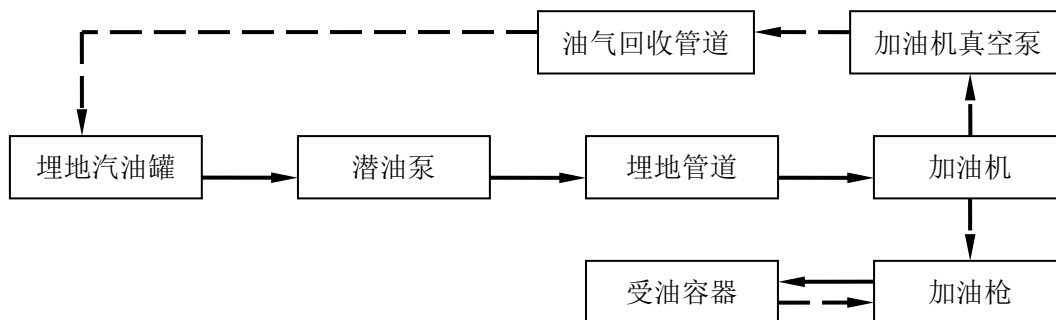 油气回收管道
加油机真空泵
埋地汽油罐
潜油泵
埋地管道
加油机
受油容器
加油枪